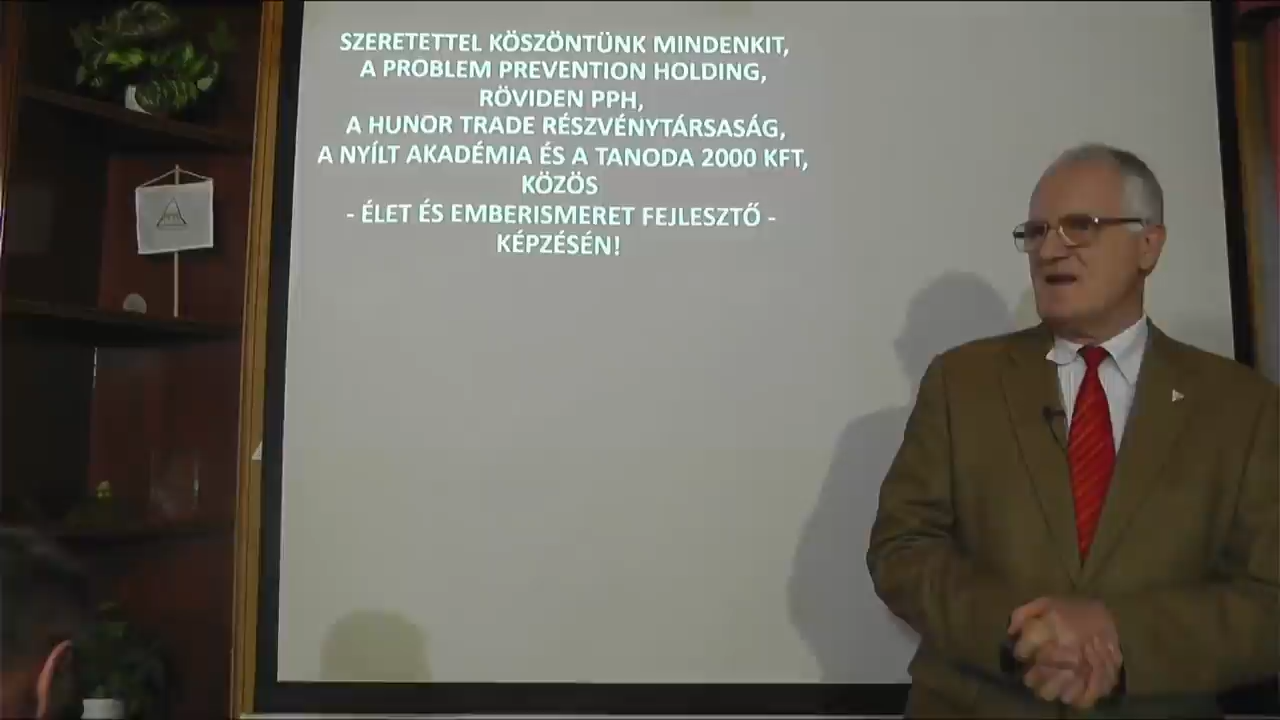 SZERETETTEL KÖSZÖNTÜNK MINDENKIT,
A PROBLEM PREVENTION HOLDING,
RÖVIDEN PPH,
A HUNOR TRADE RÉSZVÉNYTÁRSASÁG,
A NYÍLT AKADÉMIA ÉS A TANODA 2000 KFT,
KÖZÖS
- ÉLET ÉS EMBERISMERET FEJLESZTŐ -
KÉPZÉSÉN!